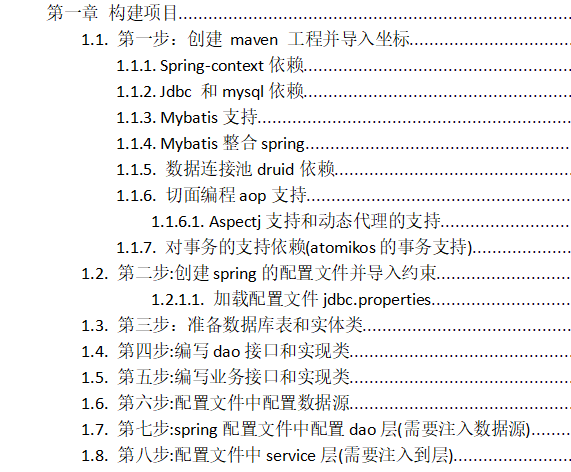 第一章 构建项目
1.1. 第一步：创建 maven 工程并导入坐标
1.1.1. Spring-context 依赖
1.1.2. Jdbc 和 mysql 依赖
1.1.3. Mybatis 支持
1.1.4. Mybatis 整合 spring
1.1.5. 数据连接池 druid 依赖
1.1.6. 切面编程 aop 支持
1.1.6.1. Aspectj 支持和动态代理的支持
1.1.7. 对事务的支持依赖(atomikos 的事务支持)
1.2. 第二步:创建 spring 的配置文件并导入约束
1.2.1.1. 加载配置文件 jdbc.properties
1.3. 第三步：准备数据库表和实体类
1.4. 第四步:编写 dao 接口和实现类
1.5. 第五步:编写业务接口和实现类
1.6. 第六步:配置文件中配置数据源
1.7. 第七步:spring 配置文件中配置 dao 层(需要注入数据源)
1.8. 第八步:配置文件中 service 层(需要注入到层)